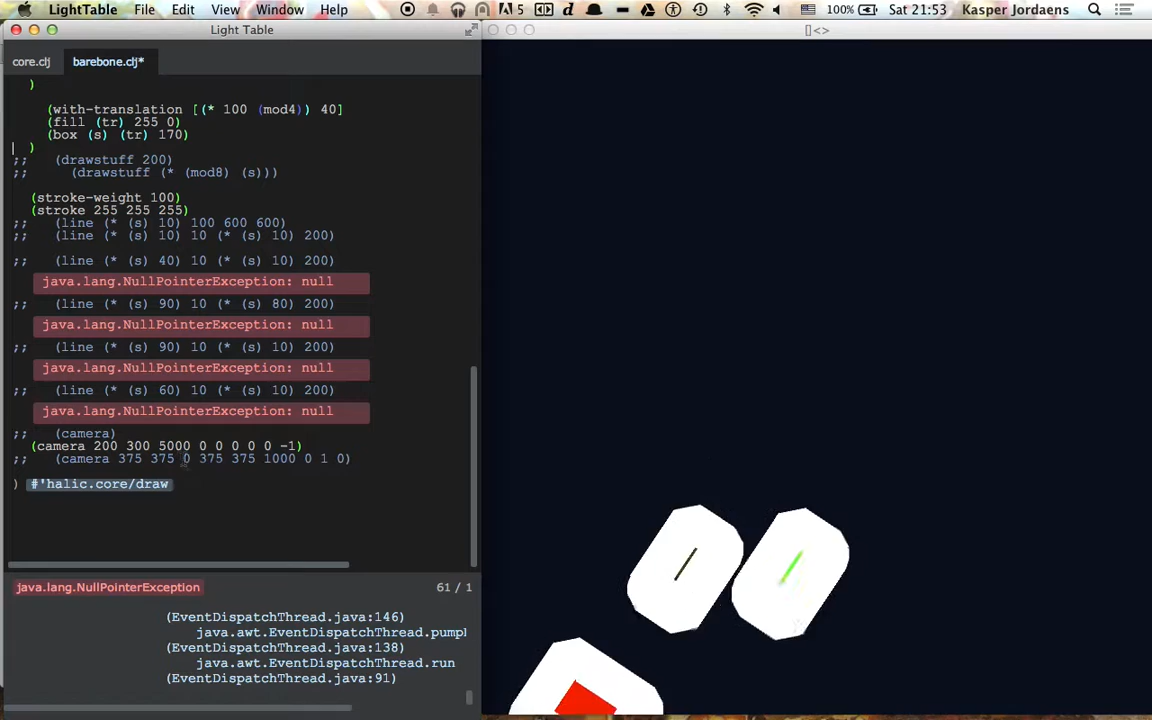 LightTable File Edit View Window Help 5 100% Sat 21:53 Kasper Jordaens
Light Table
[]<>
core.clj barebone.clj*
)
(with-translation [(* 100 (mod4)) 40]
(fill (tr) 255 0)
(box (s) (tr) 170)
)
;; (drawstuff 200)
;; (drawstuff (* (mod8) (s)))
(stroke-weight 100)
(stroke 255 255 255)
;; (line (* (s) 10) 100 600 600)
;; (line (* (s) 10) 10 (* (s) 10) 200)
;; (line (* (s) 40) 10 (* (s) 10) 200)
java.lang.NullPointerException: null
;; (line (* (s) 90) 10 (* (s) 80) 200)
java.lang.NullPointerException: null
;; (line (* (s) 90) 10 (* (s) 10) 200)
java.lang.NullPointerException: null
;; (line (* (s) 60) 10 (* (s) 10) 200)
java.lang.NullPointerException: null
;; (camera)
(camera 200 300 5000 0 0 0 0 0 -1)
;; (camera 375 375 0 375 375 1000 0 1 0)
) #'halic.core/draw
java.lang.NullPointerException 61 / 1
(EventDispatchThread.java:146)
java.awt.EventDispatchThread.pump
(EventDispatchThread.java:138)
java.awt.EventDispatchThread.run
(EventDispatchThread.java:91)